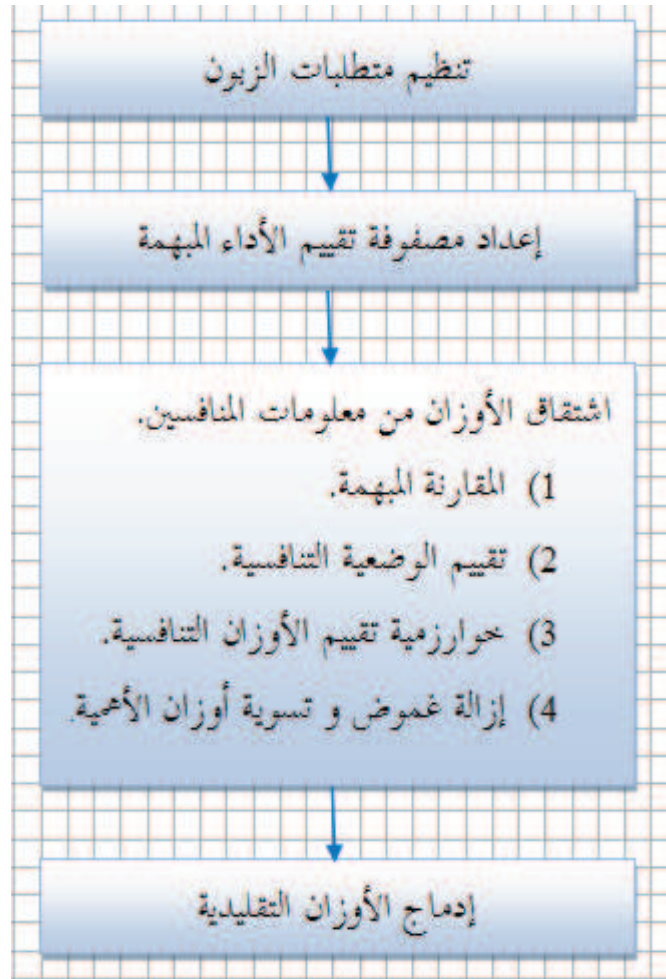 تنظيم متطلبات الزبون
إعداد مصفوفة تقييم الأداء المبهمة
اشتقاق الأوزان من معلومات المنافسين.
1) المقارنة المبهمة.
2) تقييم الوضعية التنافسية.
3) خوارزمية تقييم الأوزان التنافسية.
4) إزالة غموض و تسوية أوزان الأهمية.
إدماج الأوزان التقليدية